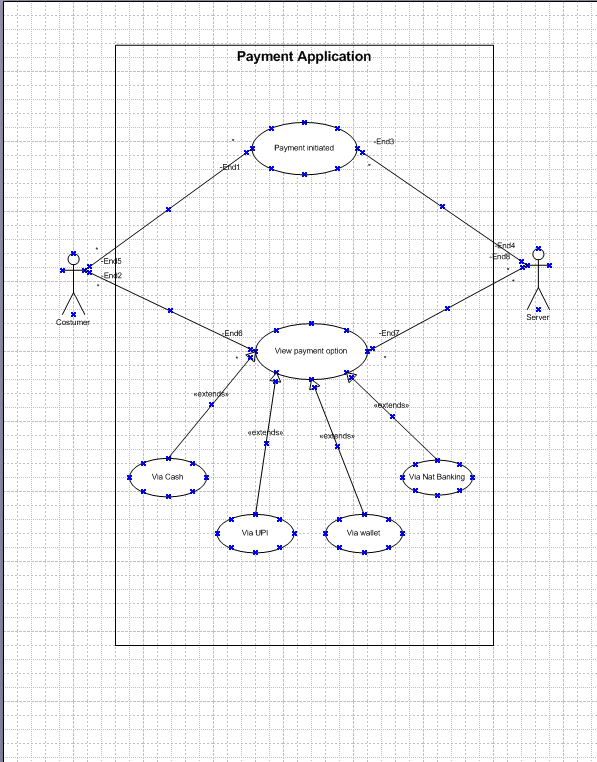 Payment Application
*
Payment initiated
-End3
-End1
*
*
-End4
-End5
-End8
-End2
*
*
*
Costumer
Server
-End6
-End7
View payment option
*
*
«extends»
«extends»
«extends»
«extends»
Via Cash
Via Nat Banking
Via UPI
Via wallet